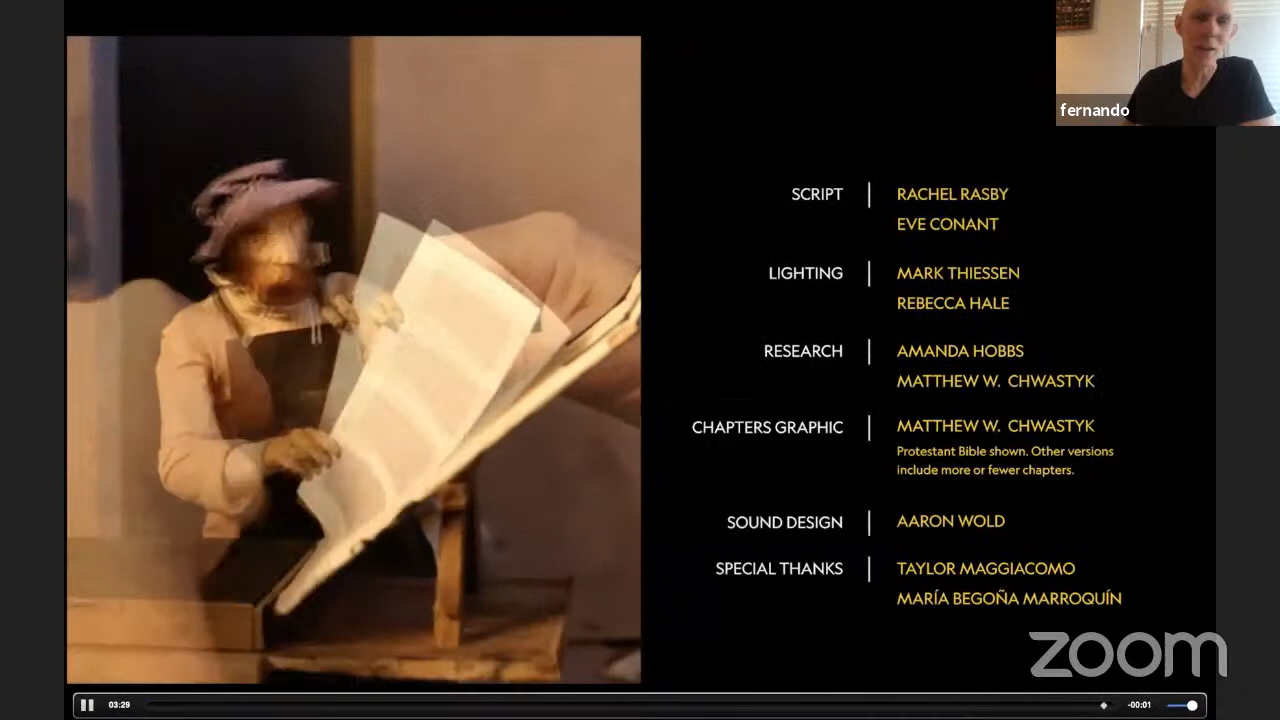 fernando
SCRIPT | RACHEL RASBY
EVE CONANT
LIGHTING | MARK THIESSEN
REBECCA HALE
RESEARCH | AMANDA HOBBS
MATTHEW W. CHWASTYK
CHAPTERS GRAPHIC | MATTHEW W. CHWASTYK
Protestant Bible shown. Other versions
include more or fewer chapters.
SOUND DESIGN | AARON WOLD
SPECIAL THANKS | TAYLOR MAGGIACOMO
MARÍA BEGOÑA MARROQUÍN
zoom
03:29
-00:01